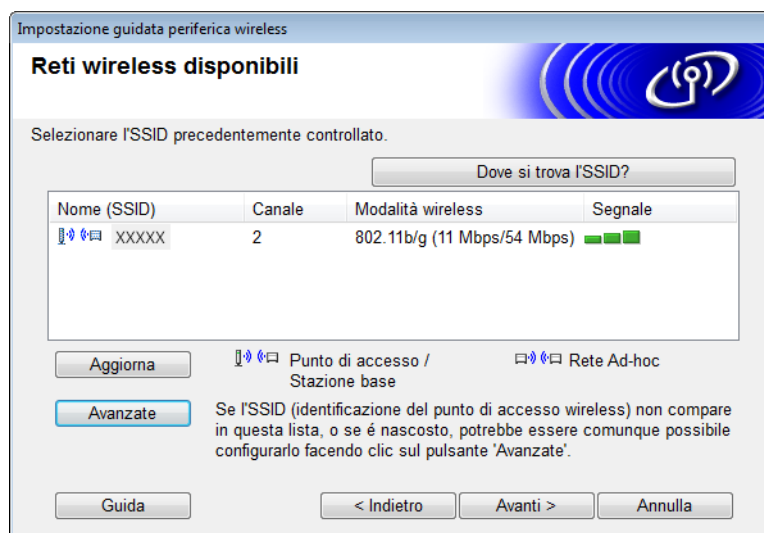 Impostazione guidata periferica wireless
Reti wireless disponibili
Selezionare l'SSID precedentemente controllato.
Dove si trova l'SSID?
Nome (SSID) Canale Modalità wireless Segnale
XXXXX 2 802.11b/g (11 Mbps/54 Mbps)
Aggiorna
Punto di accesso /
Stazione base
Rete Ad-hoc
Avanzate
Se l'SSID (identificazione del punto di accesso wireless) non compare
in questa lista, o se é nascosto, potrebbe essere comunque possibile
configurarlo facendo clic sul pulsante 'Avanzate'.
Guida < Indietro Avanti > Annulla